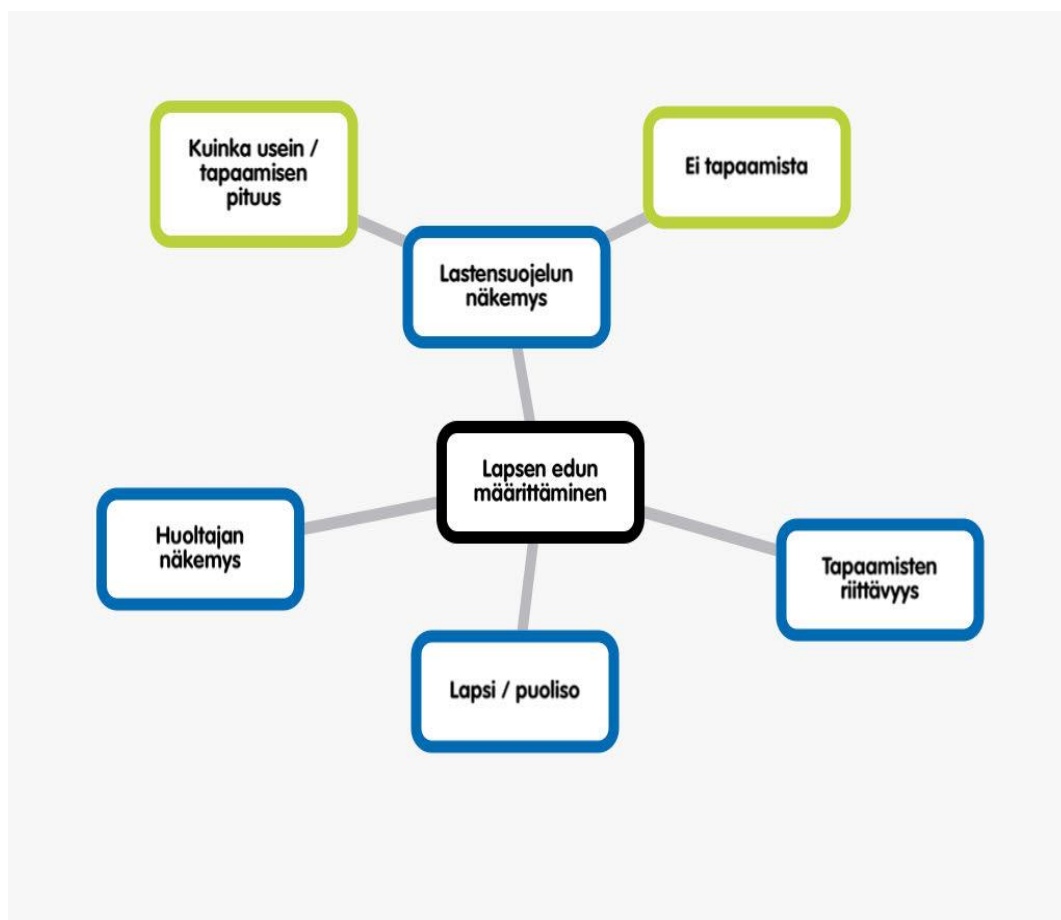 Kuinka usein /
tapaamisen
pituus
Ei tapaamista
Lastensuojelun
näkemys
Lapsen edun
määrittäminen
Huoltajan
näkemys
Tapaamisten
riittävyys
Lapsi / puoliso